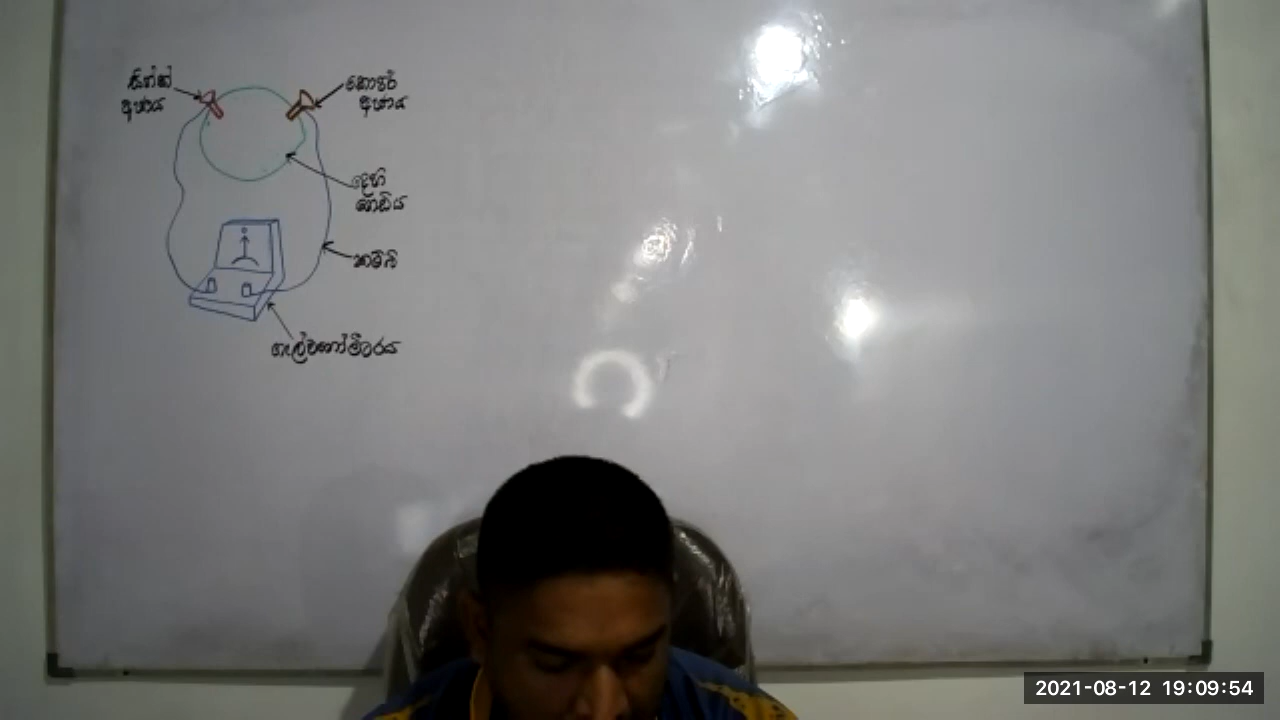 සින්ක්
අග්‍රය
කොපර්
අග්‍රය
දෙහි
ගෙඩිය
කම්බි
ගැල්වනෝමීටරය
2021-08-12 19:09:54